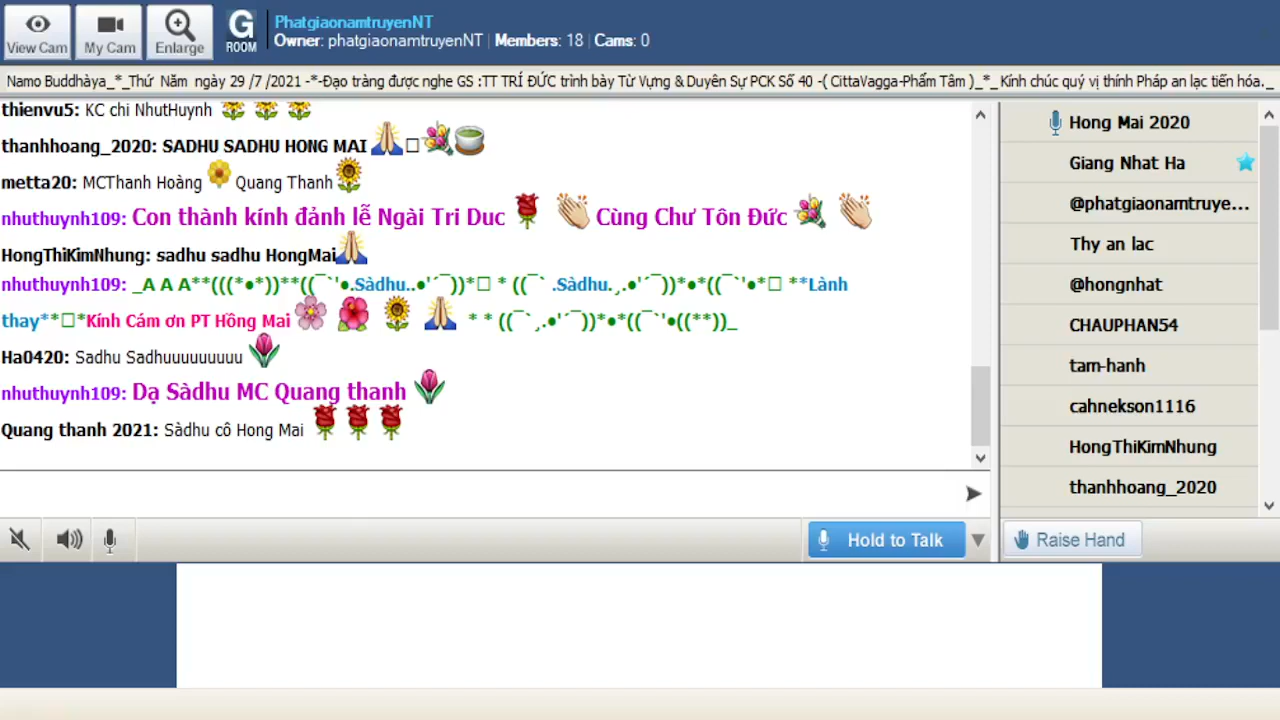 View Cam
My Cam
Enlarge
G
ROOM
PhatgiaonamtruyenNT
Owner: phatgiaonamtruyenNT | Members: 18 | Cams: 0
Namo Buddhàya_*_Thứ Năm ngày 29 /7 /2021 -*-Đạo tràng được nghe GS :TT TRÍ ĐỨC trình bày Từ Vựng & Duyên Sự PCK Số 40 -( CittaVagga-Phẩm Tâm )_*_Kính chúc quý vị thính Pháp an lạc tiến hóa._
thienvu5: KC chi NhutHuynh
thanhhoang_2020: SADHU SADHU HONG MAI
metta20: MCThanh Hoàng Quang Thanh
nhuthuynh109: Con thành kính đảnh lễ Ngài Tri Duc Cùng Chư Tôn Đức
HongThiKimNhung: sadhu sadhu HongMai
nhuthuynh109: _A A A**(((*●*))**((¯`'●.Sàdhu..●'´¯))*□ * ((¯` .Sàdhu.¸.●'´¯))*●*((¯`'●*□ **Lành
thay**□*Kính Cám ơn PT Hồng Mai * * ((¯`¸.●'´¯))*●*((¯`'●((**))_
Ha0420: Sadhu Sadhuuuuuuuuu
nhuthuynh109: Dạ Sàdhu MC Quang thanh
Quang thanh 2021: Sàdhu cô Hong Mai
Hold to Talk
Hong Mai 2020
Giang Nhat Ha
@phatgiaonamtruye...
Thy an lac
@hongnhat
CHAUPHAN54
tam-hanh
cahnekson1116
HongThiKimNhung
thanhhoang_2020
Raise Hand